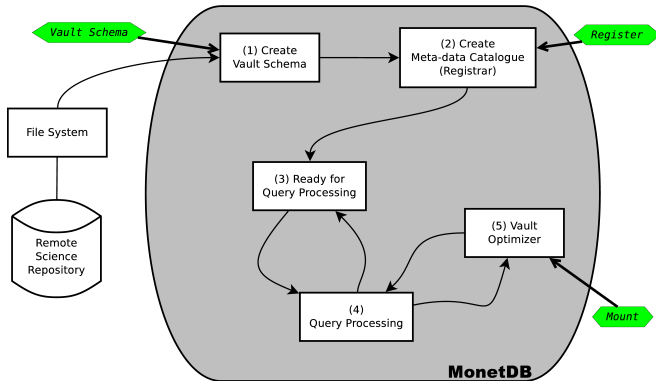 Vault Schema
(1) Create
Vault Schema
(2) Create
Meta-data Catalogue
(Registrar)
Register
File System
(3) Ready for
Query Processing
Remote
Science
Repository
(5) Vault
Optimizer
(4)
Query Processing
Mount
MonetDB